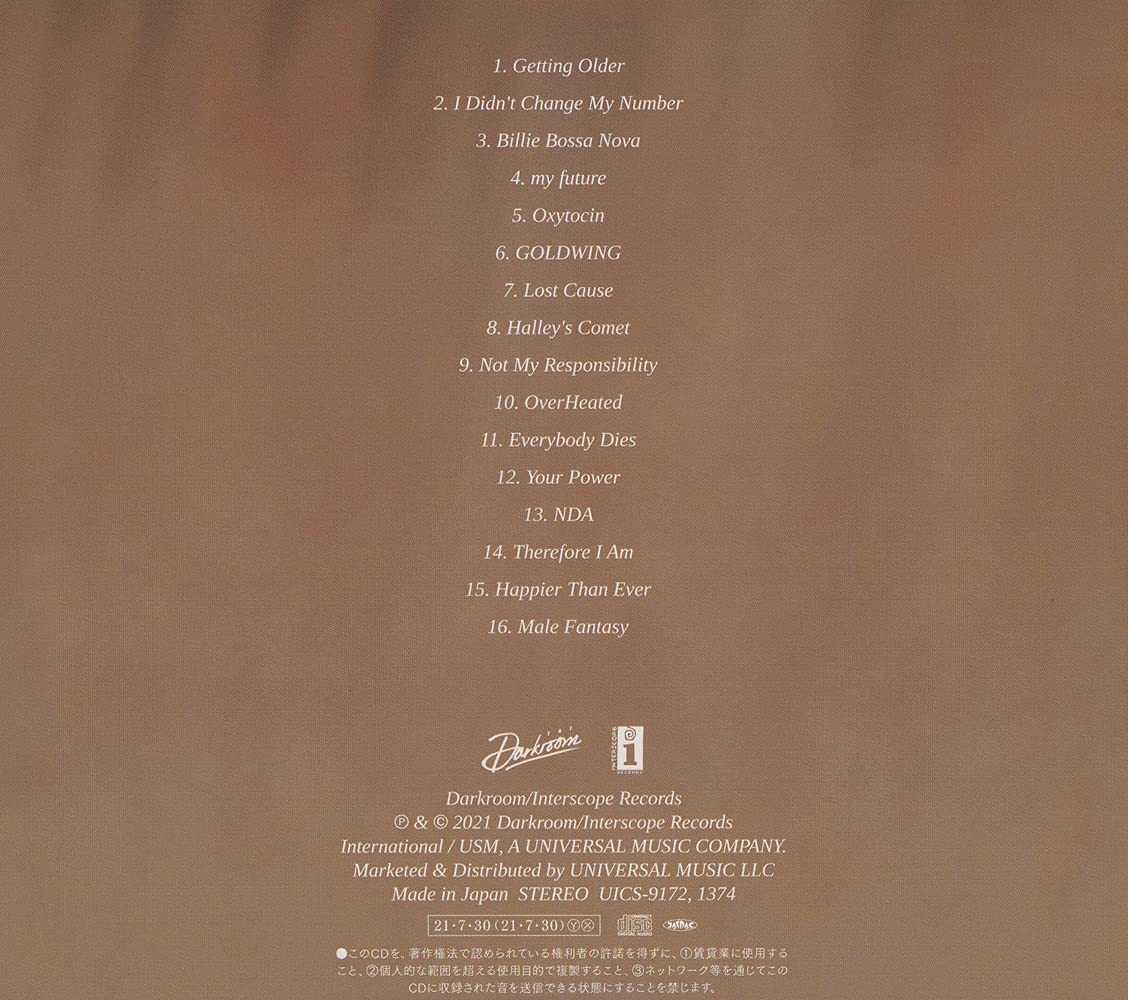 1. Getting Older
2. I Didn't Change My Number
3. Billie Bossa Nova
4. my future
5. Oxytocin
6. GOLDWING
7. Lost Cause
8. Halley's Comet
9. Not My Responsibility
10. OverHeated
11. Everybody Dies
12. Your Power
13. NDA
14. Therefore I Am
15. Happier Than Ever
16. Male Fantasy
THE
Darkroom
INTERSCOPE
RECORDS
Darkroom/Interscope Records
Ⓟ & © 2021 Darkroom/Interscope Records
International / USM, A UNIVERSAL MUSIC COMPANY.
Marketed & Distributed by UNIVERSAL MUSIC LLC
Made in Japan STEREO UICS-9172, 1374
21・7・30(21・7・30)Ⓨⓧ
COMPACT
disc
DIGITAL AUDIO
JASRAC
●このCDを、著作権法で認められている権利者の許諾を得ずに、①賃貸業に使用する
こと、②個人的な範囲を超える使用目的で複製すること、③ネットワーク等を通じてこの
CDに収録された音を送信できる状態にすることを禁じます。